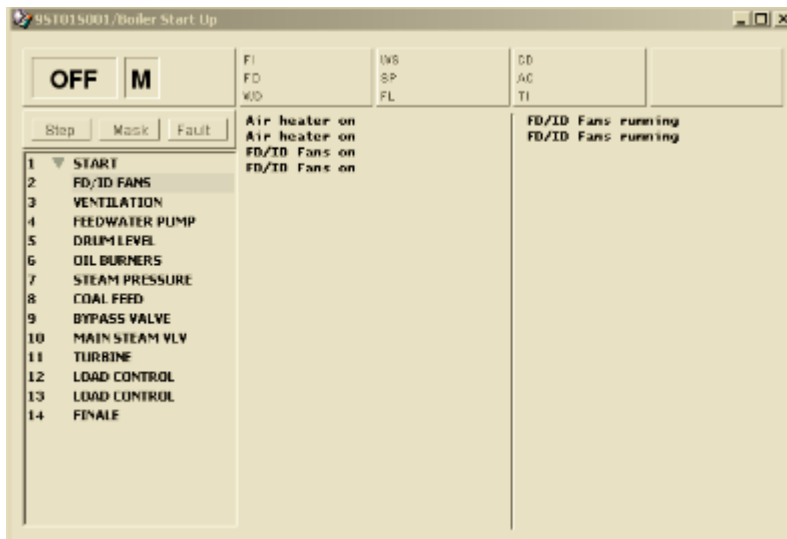 9ST01S001/Boiler Start Up
OFF M
FI
FD
WD
WS
SP
FL
CD
AC
TI
Step Mask Fault
1 START
2 FD/ID FANS
3 VENTILATION
4 FEEDWATER PUMP
5 DRUM LEVEL
6 OIL BURNERS
7 STEAM PRESSURE
8 COAL FEED
9 BYPASS VALVE
10 MAIN STEAM VLV
11 TURBINE
12 LOAD CONTROL
13 LOAD CONTROL
14 FINALE
Air heater on
Air heater on
FD/ID Fans on
FD/ID Fans on
FD/ID Fans running
FD/ID Fans running